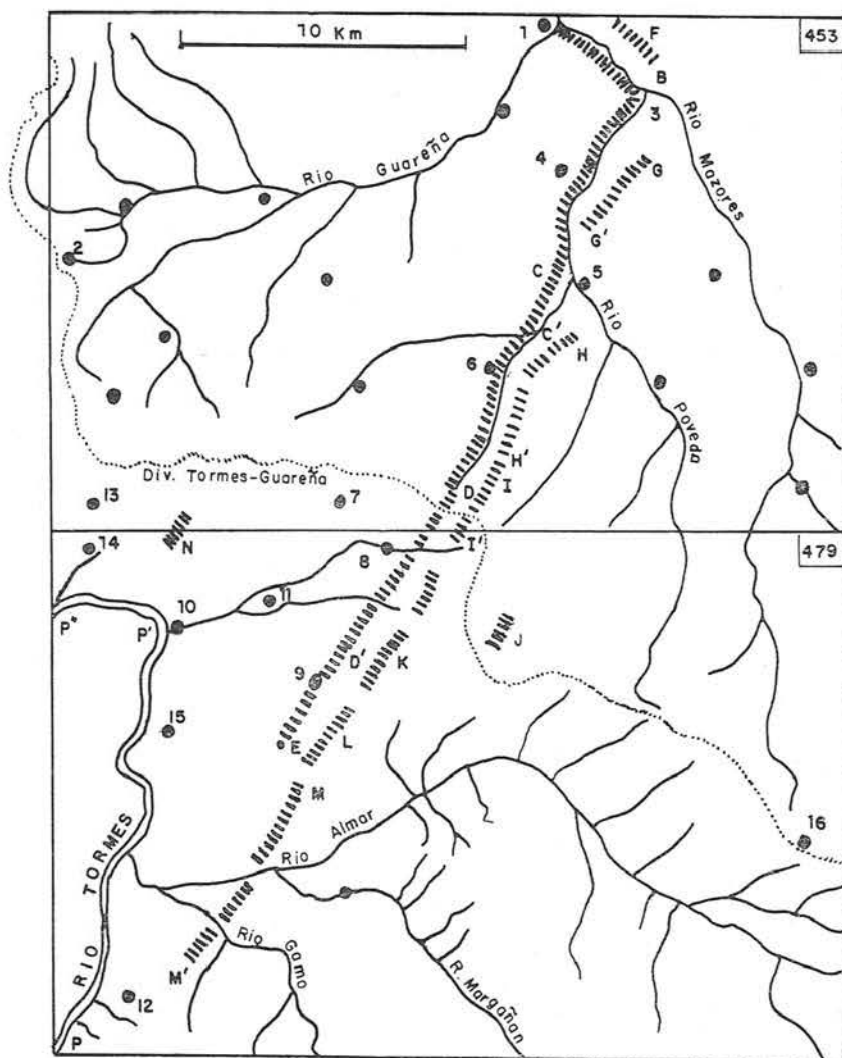 10 Km
1
F
453
B
3
Rio Guareña
Rio Mazores
4
G
G'
2
C
5
C'
Rio Poveda
6
H
H'
Div. Tormes-Guareña
D
I
13
7
N
14
8
I'
479
10
11
P"
P'
J
9
D'
K
15
E
L
M
Rio Almar
16
RIO TORMES
Rio Gamo
M'
R. Margañan
12
P